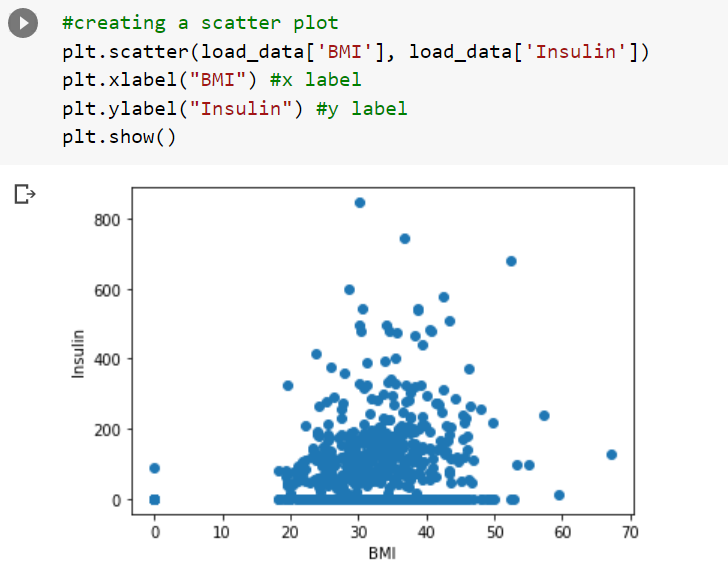 #creating a scatter plot
plt.scatter(load_data['BMI'], load_data['Insulin'])
plt.xlabel("BMI") #x label
plt.ylabel("Insulin") #y label
plt.show()
800
600
400
200
0
Insulin
0 10 20 30 40 50 60 70
BMI